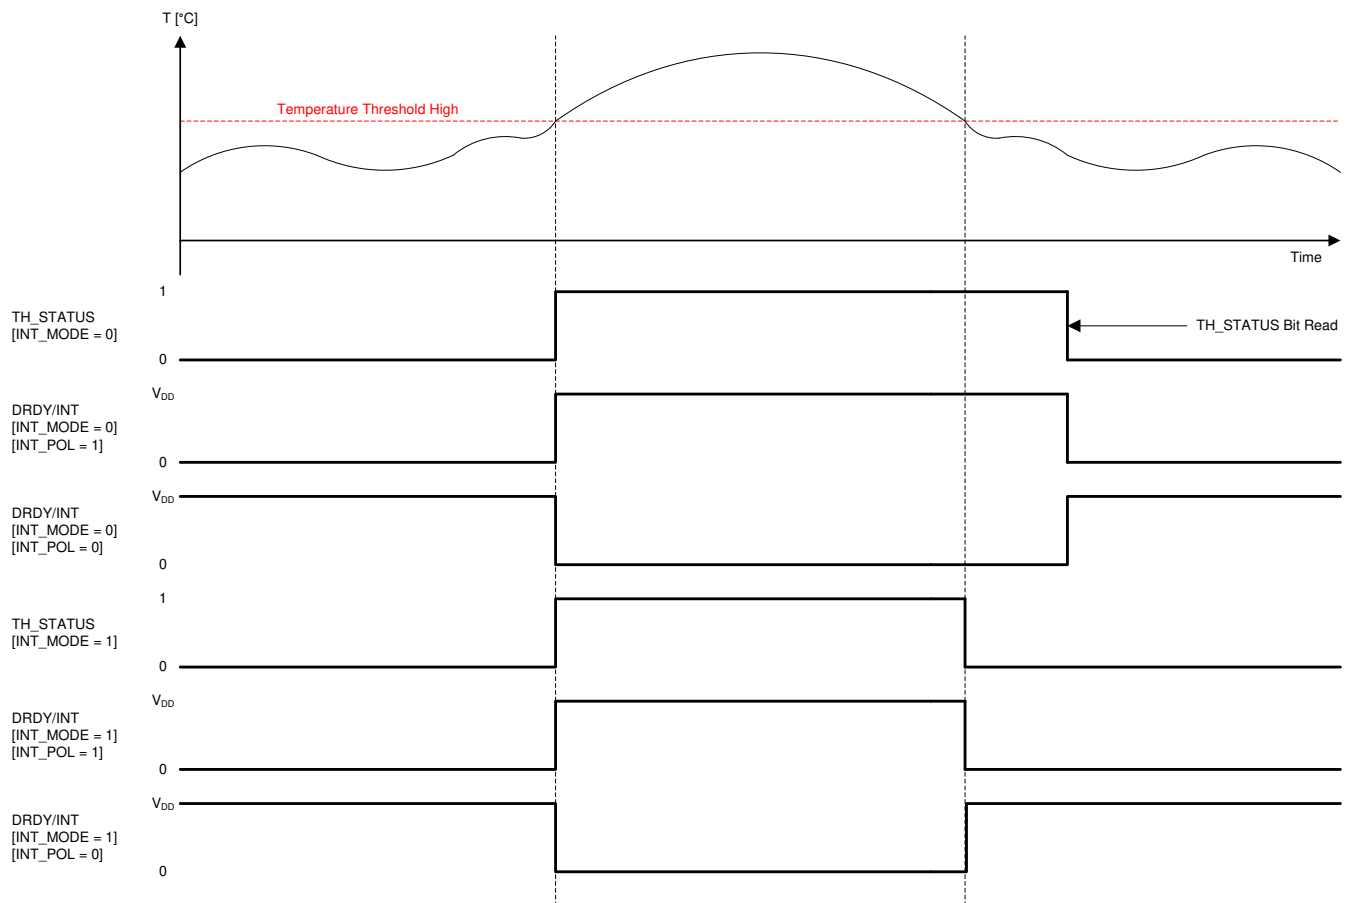 T [°C]
Temperature Threshold High
Time
1
TH_STATUS
[INT_MODE = 0]
TH_STATUS Bit Read
0
VDD
DRDY/INT
[INT_MODE = 0]
[INT_POL = 1]
0
VDD
DRDY/INT
[INT_MODE = 0]
[INT_POL = 0]
0
1
TH_STATUS
[INT_MODE = 1]
0
VDD
DRDY/INT
[INT_MODE = 1]
[INT_POL = 1]
0
VDD
DRDY/INT
[INT_MODE = 1]
[INT_POL = 0]
0